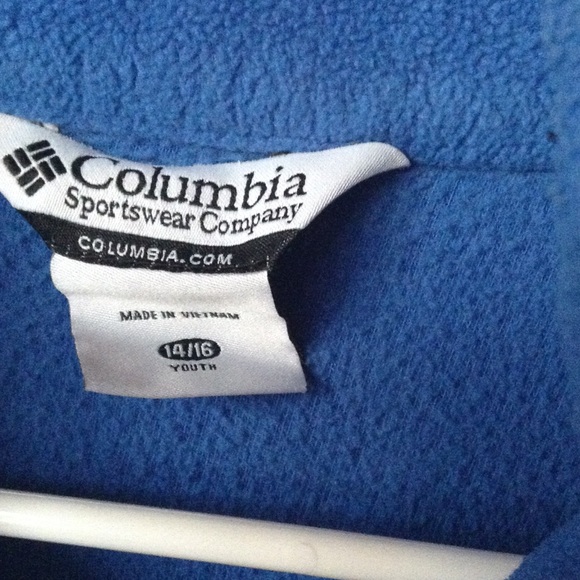 Columbia
Sportswear Company
COLUMBIA.COM
MADE IN VIETNAM
14/16
YOUTH